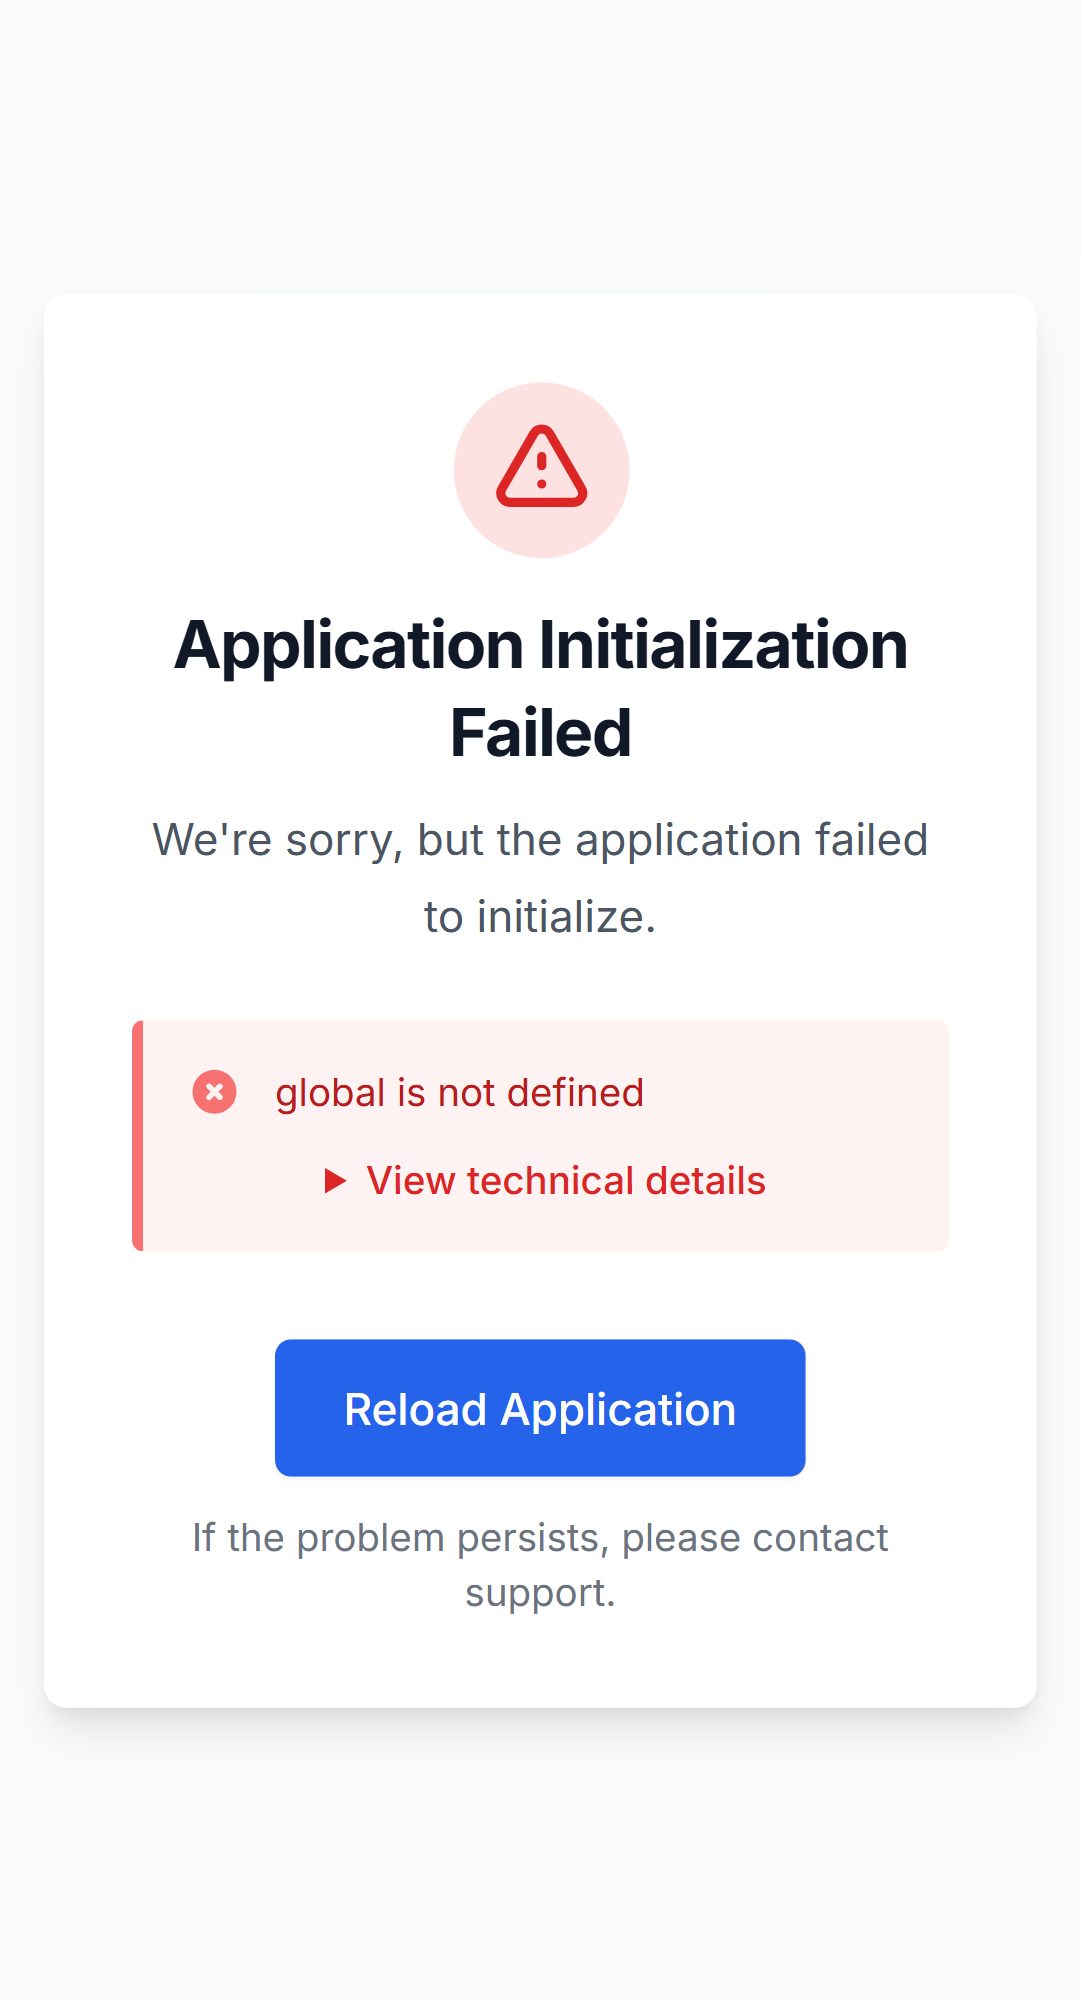 Application Initialization
Failed
We're sorry, but the application failed
to initialize.
global is not defined
View technical details
Reload Application
If the problem persists, please contact
support.